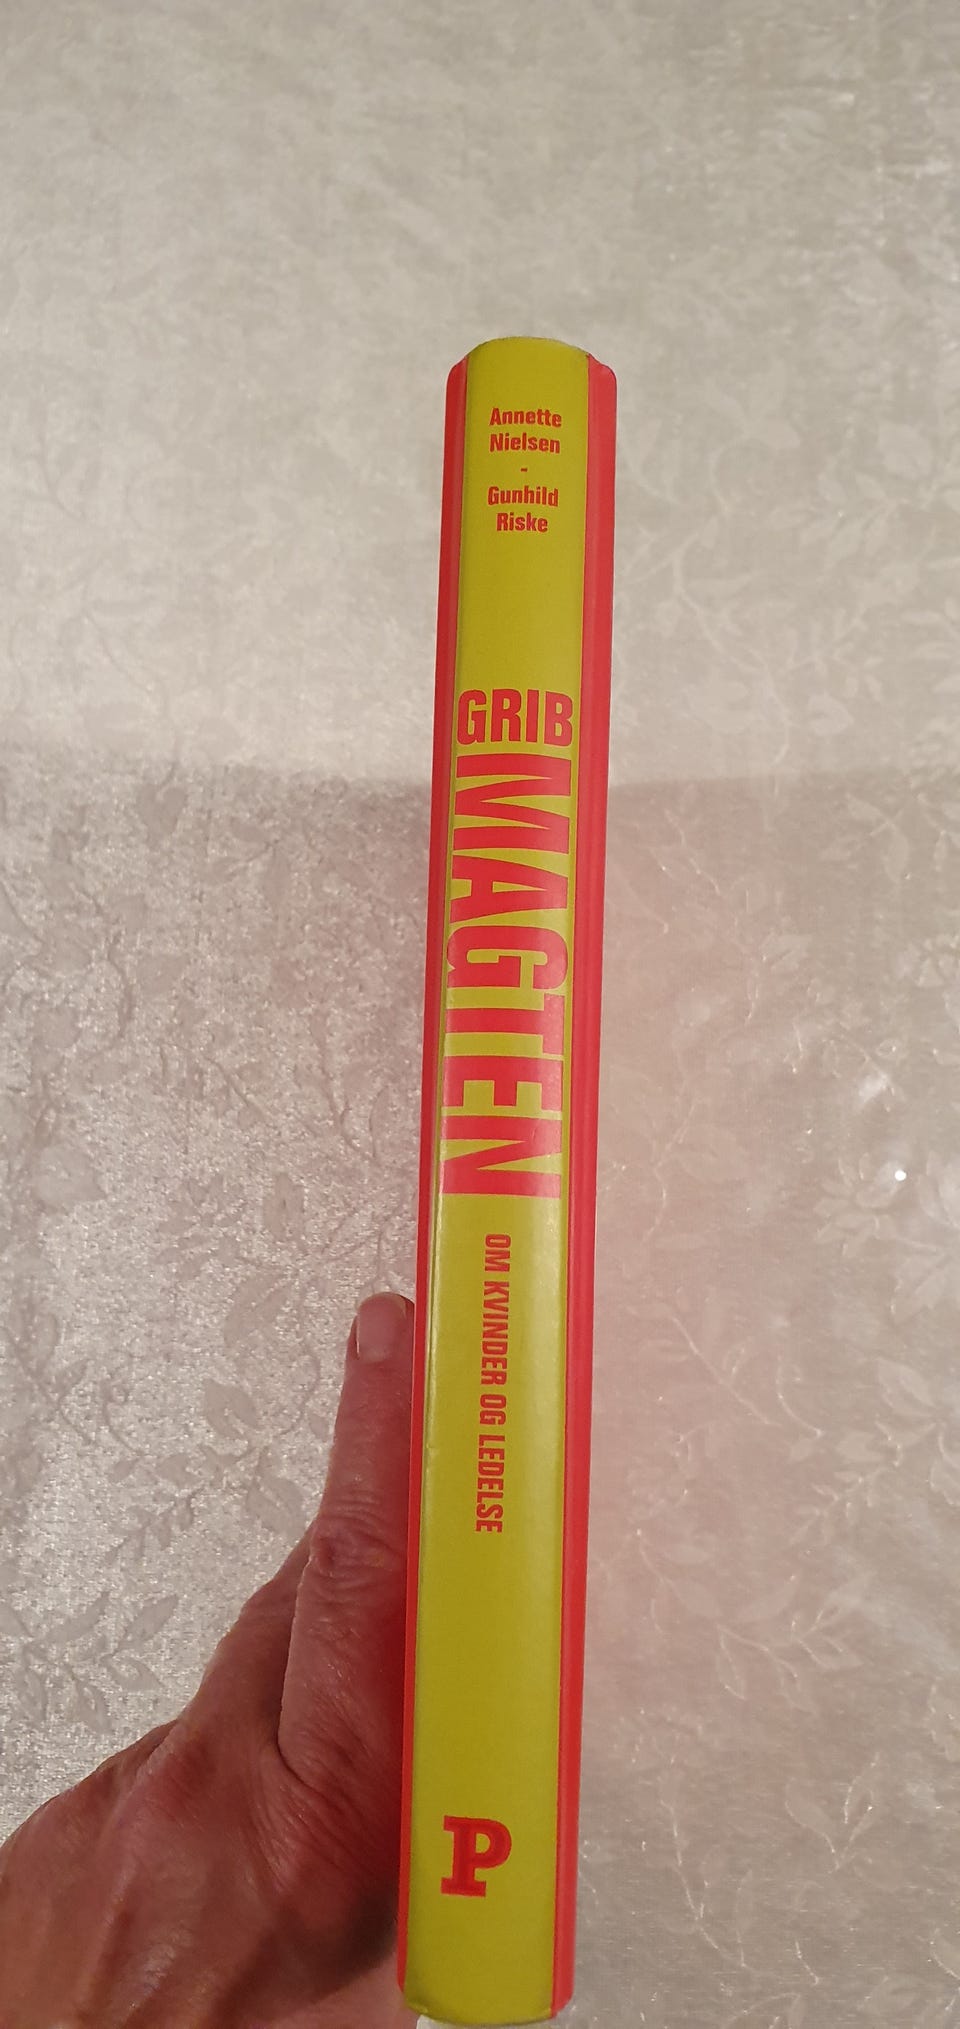 Annette
Nielsen
-
Gunhild
Riske
GRIB
MAGTEN
OM KVINDER OG LEDELSE
P